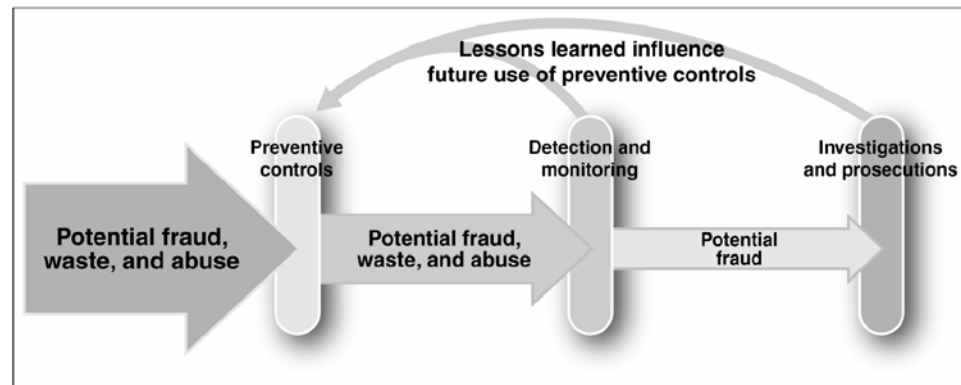 Lessons learned influence
future use of preventive controls
Preventive
controls
Detection and
monitoring
Investigations
and prosecutions
Potential fraud,
waste, and abuse
Potential fraud,
waste, and abuse
Potential
fraud